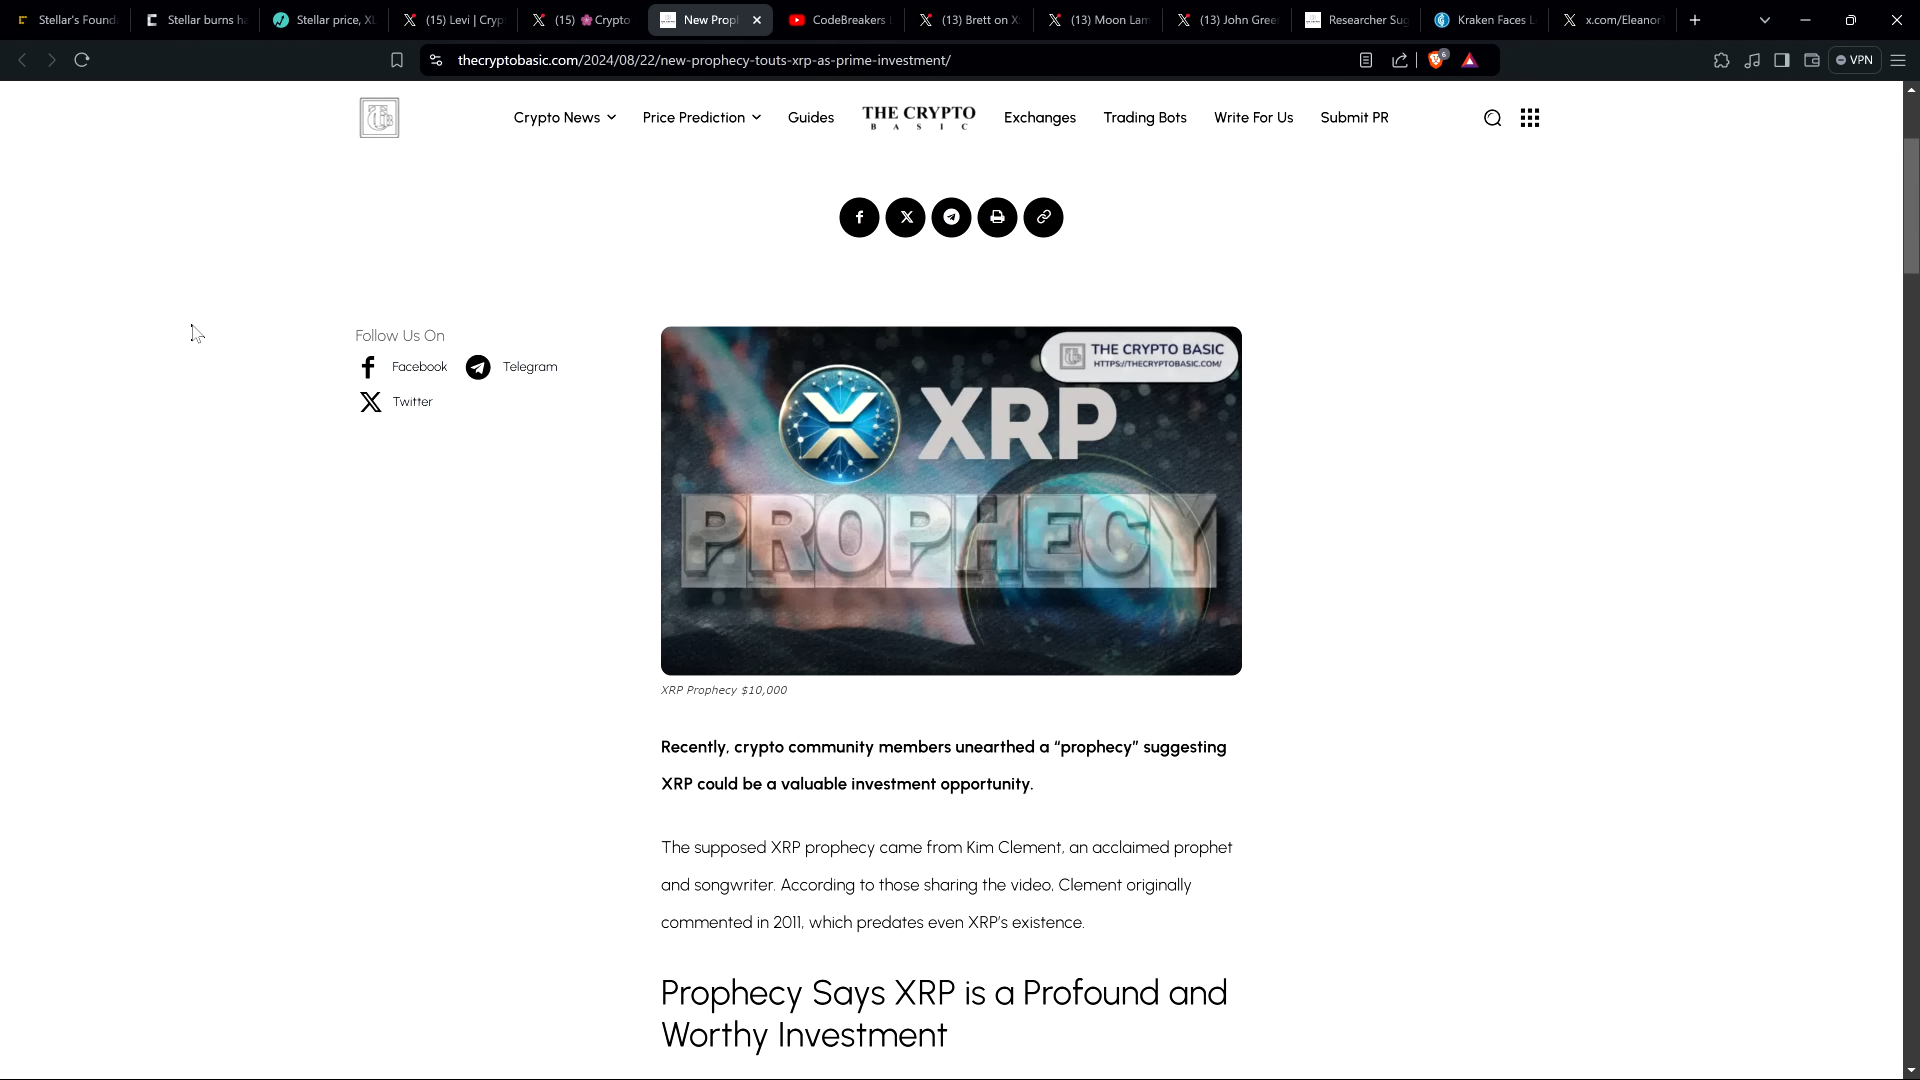 Stellar's Founda
Stellar burns ha
Stellar price, XL
(15) Levi | Cryp
(15) 🌸Crypto
New Prop
CodeBreakers
(13) Brett on X
(13) Moon Lam
(13) John Gree
Researcher Sug
Kraken Faces L
x.com/Eleanor
thecryptobasic.com/2024/08/22/new-prophecy-touts-xrp-as-prime-investment/
6
VPN
Crypto News
Price Prediction
Guides
THE CRYPTO
BASIC
Exchanges
Trading Bots
Write For Us
Submit PR
Follow Us On
Facebook
Telegram
Twitter
THE CRYPTO BASIC
HTTPS://THECRYPTOBASIC.COM/
XRP
PROPHECY
XRP Prophecy $10,000
Recently, crypto community members unearthed a “prophecy” suggesting
XRP could be a valuable investment opportunity.
The supposed XRP prophecy came from Kim Clement, an acclaimed prophet
and songwriter. According to those sharing the video, Clement originally
commented in 2011, which predates even XRP’s existence.
Prophecy Says XRP is a Profound and
Worthy Investment